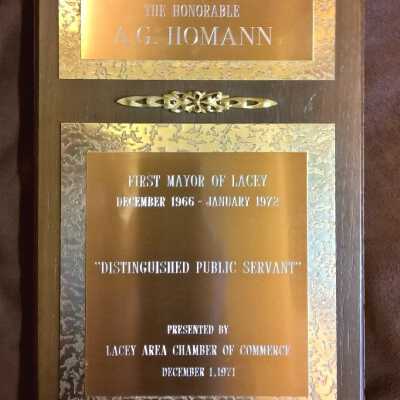 THE HONORABLE
A.G. HOMANN
FIRST MAYOR OF LACEY
DECEMBER 1966 - JANUARY 1972
"DISTINGUISHED PUBLIC SERVANT"
PRESENTED BY
LACEY AREA CHAMBER OF COMMERCE
DECEMBER 1, 1971